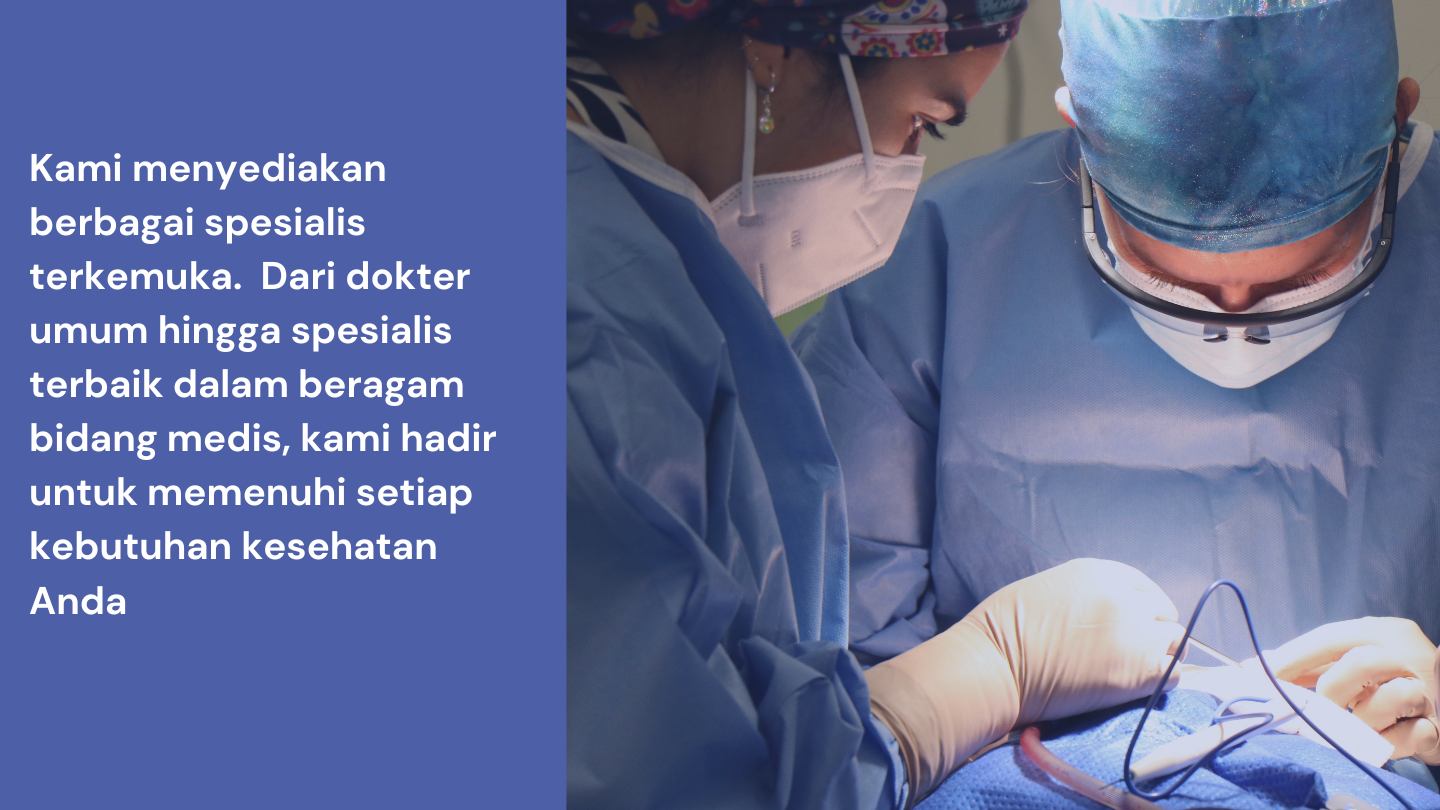 Kami menyediakan
berbagai spesialis
terkemuka.  Dari dokter
umum hingga spesialis
terbaik dalam beragam
bidang medis, kami hadir
untuk memenuhi setiap
kebutuhan kesehatan
Anda